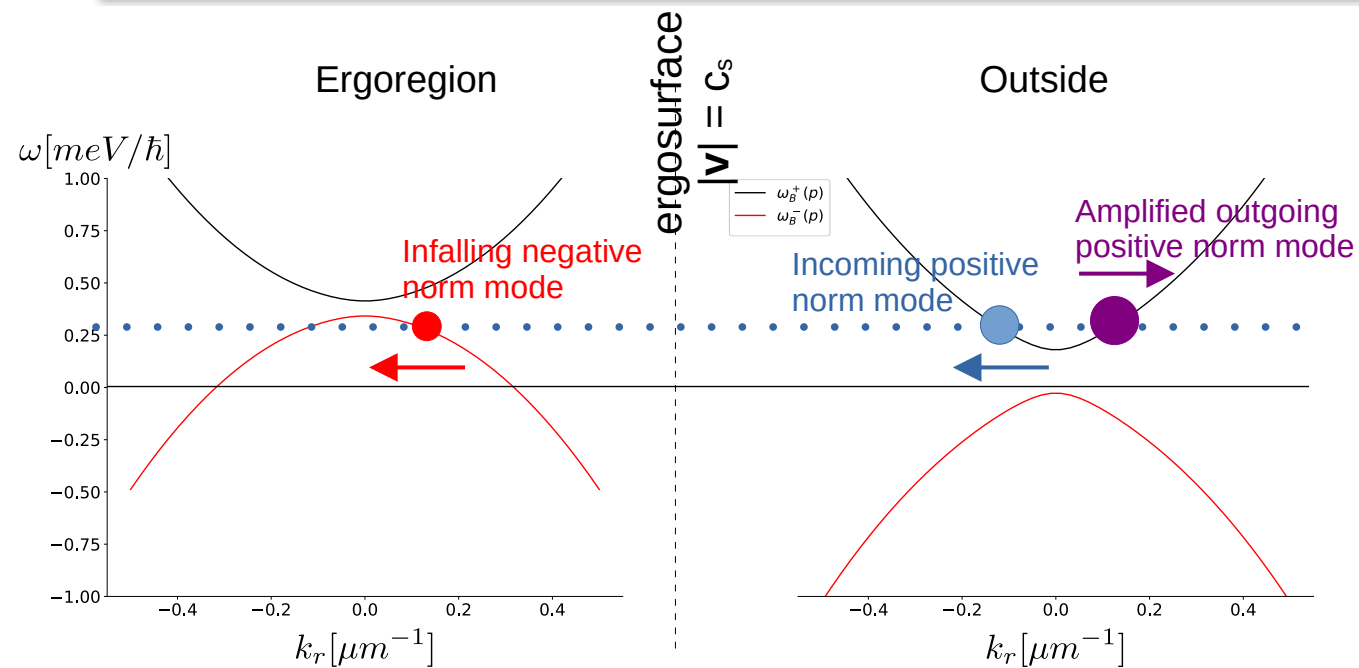 Ergoregion
ergosurface
|v| = cₛ
Outside
ω[meV/ħ]
1.00
0.75
0.50
0.25
0.00
−0.25
−0.50
−0.75
−1.00
Infalling negative
norm mode
ω_B^+(p)
ω_B^-(p)
Incoming positive
norm mode
Amplified outgoing
positive norm mode
−0.4 −0.2 0.0 0.2 0.4
k_r[μm⁻¹]
−0.4 −0.2 0.0 0.2 0.4
k_r[μm⁻¹]